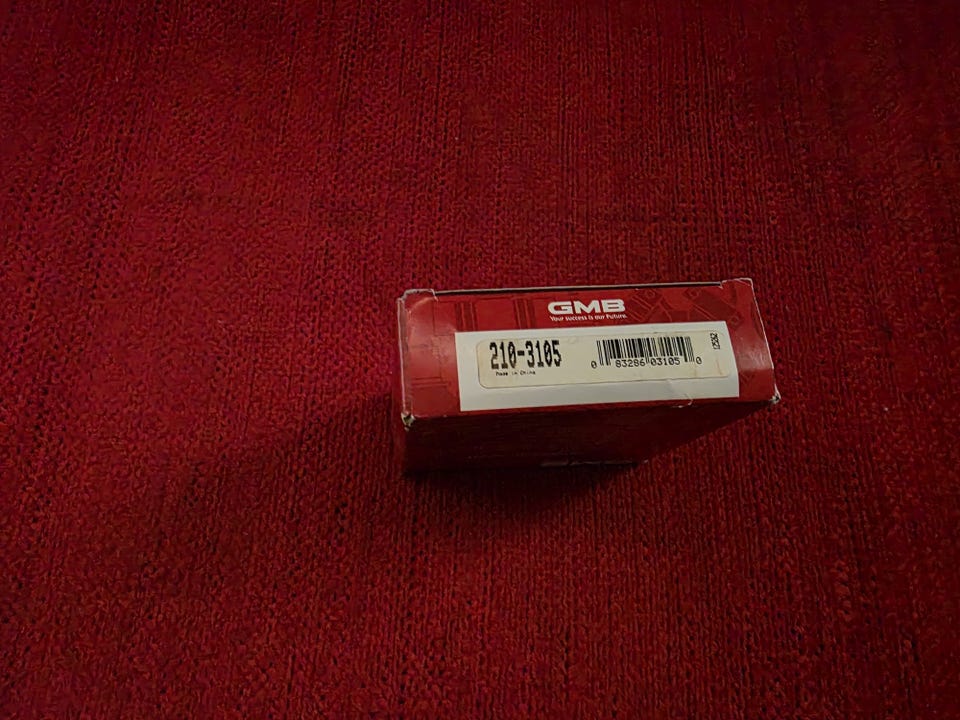 GMB
Your success is our Future.
210-3105
Made in China
0 83286 03105 0